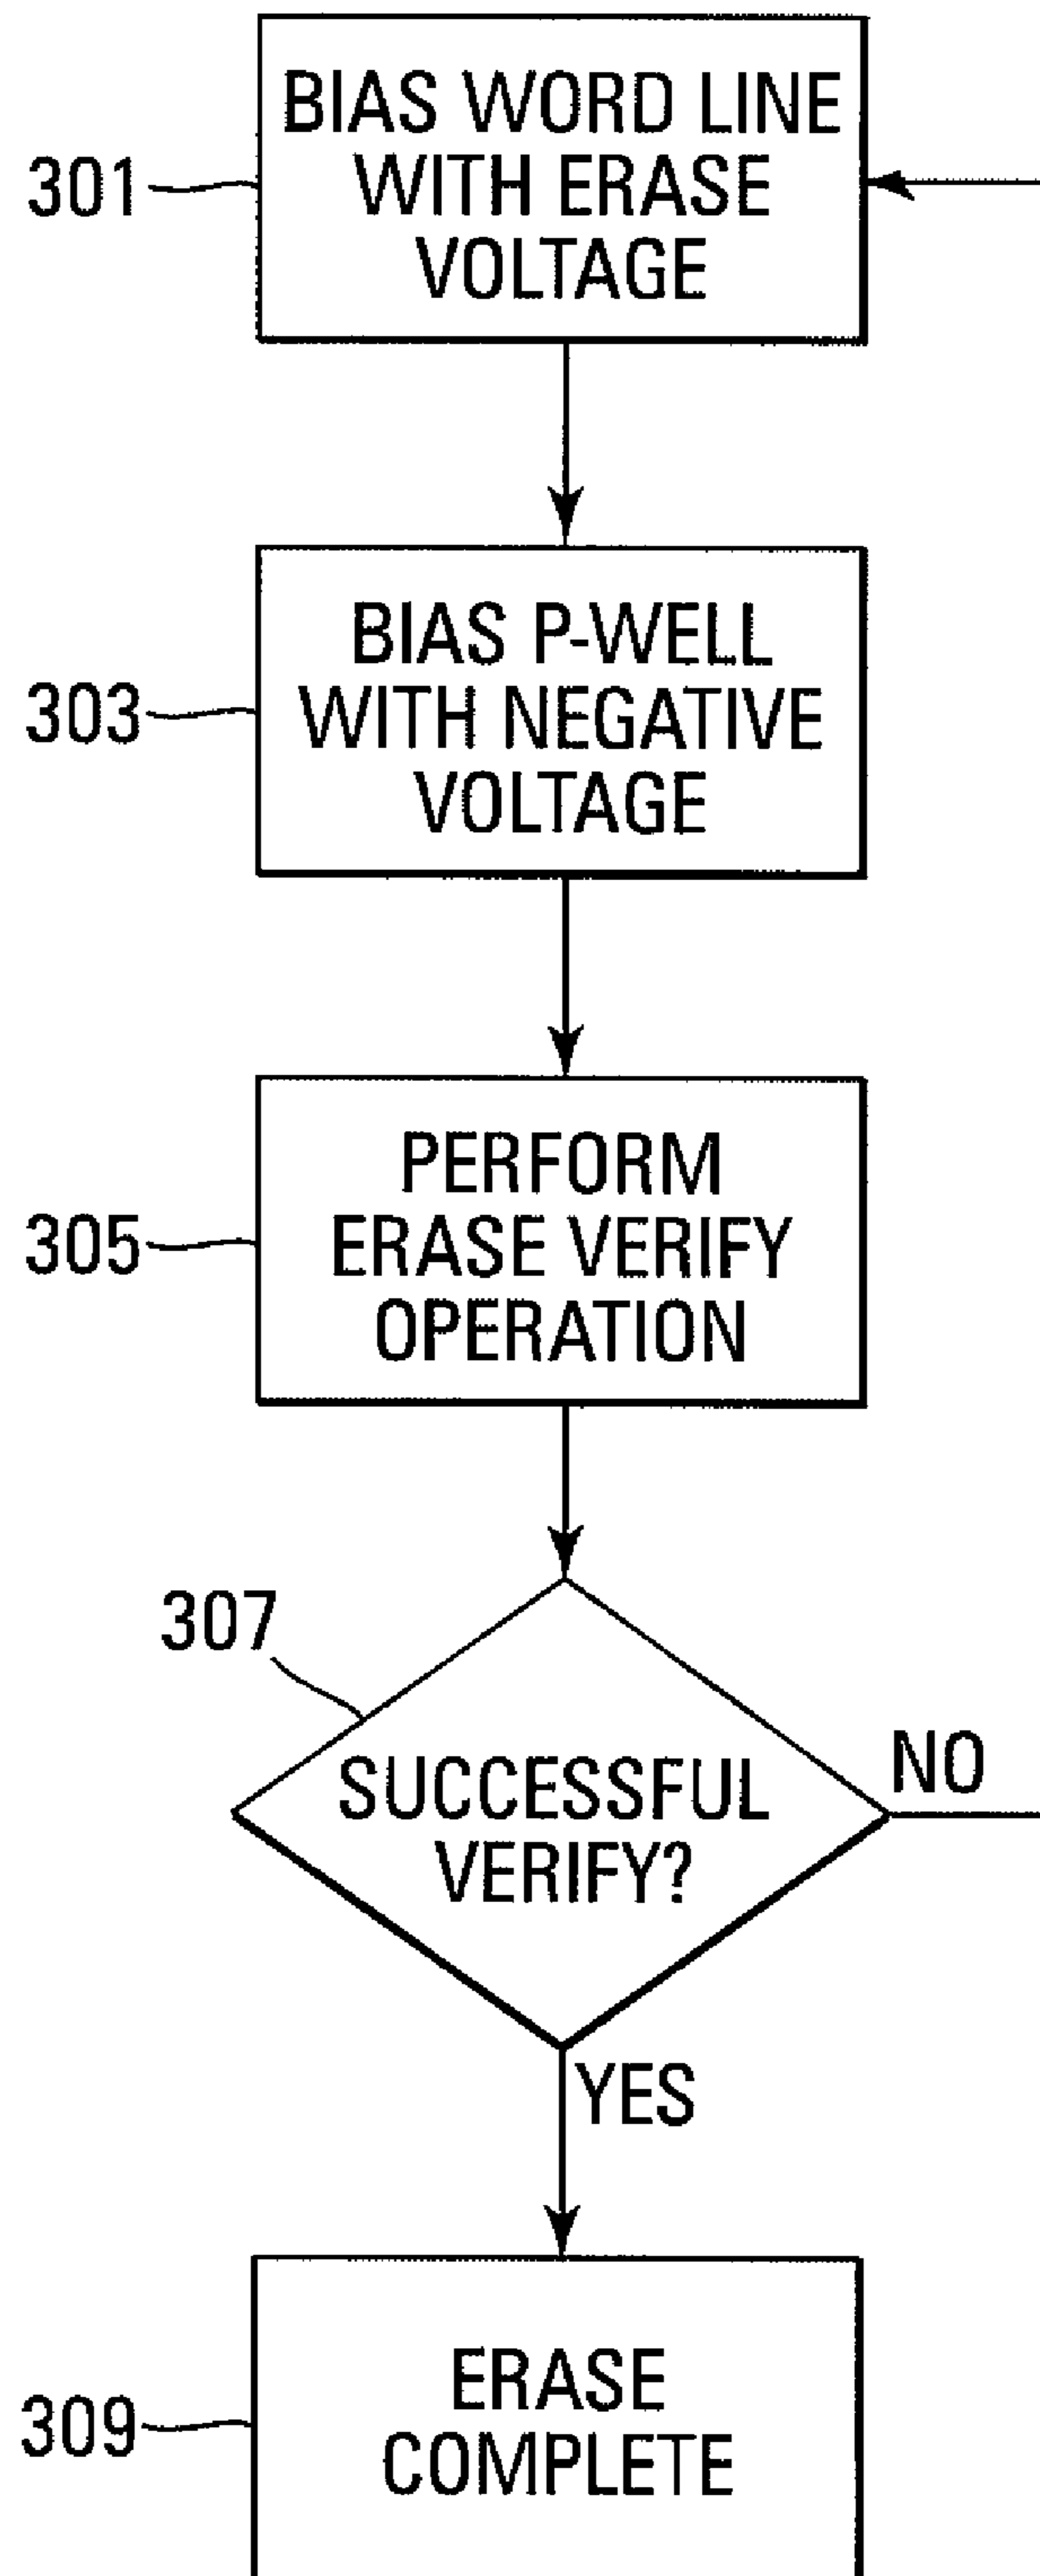 BIAS WORD LINE
WITH ERASE
VOLTAGE
301
BIAS P-WELL
WITH NEGATIVE
VOLTAGE
303
PERFORM
ERASE VERIFY
OPERATION
305
307
SUCCESSFUL
VERIFY?
NO
YES
ERASE
COMPLETE
309